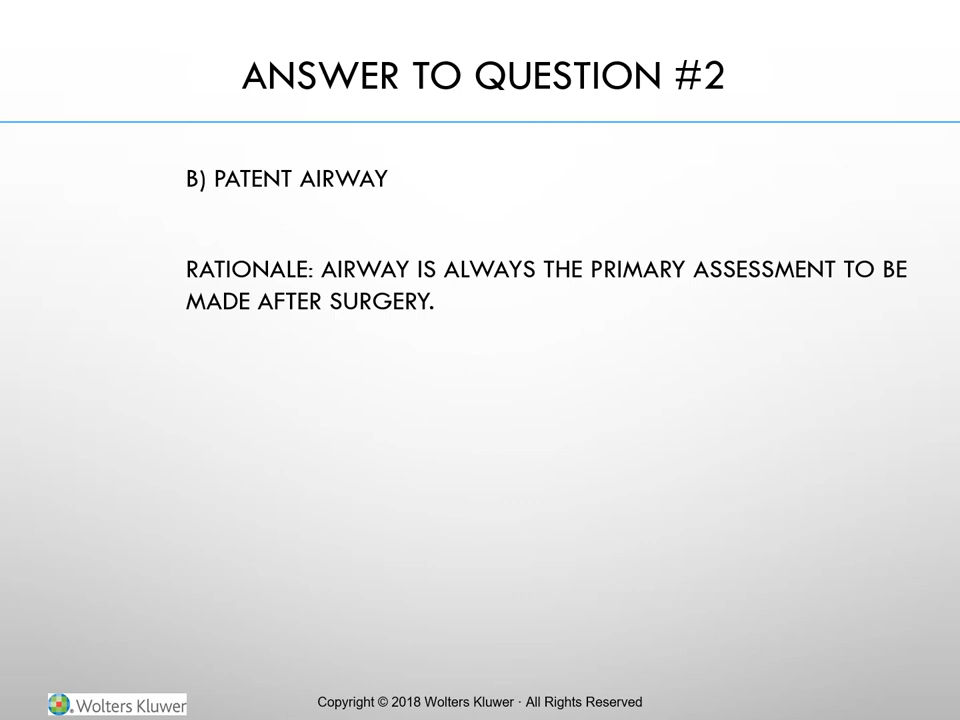 ANSWER TO QUESTION #2
B) PATENT AIRWAY
RATIONALE: AIRWAY IS ALWAYS THE PRIMARY ASSESSMENT TO BE
MADE AFTER SURGERY.
Wolters Kluwer
Copyright © 2018 Wolters Kluwer · All Rights Reserved